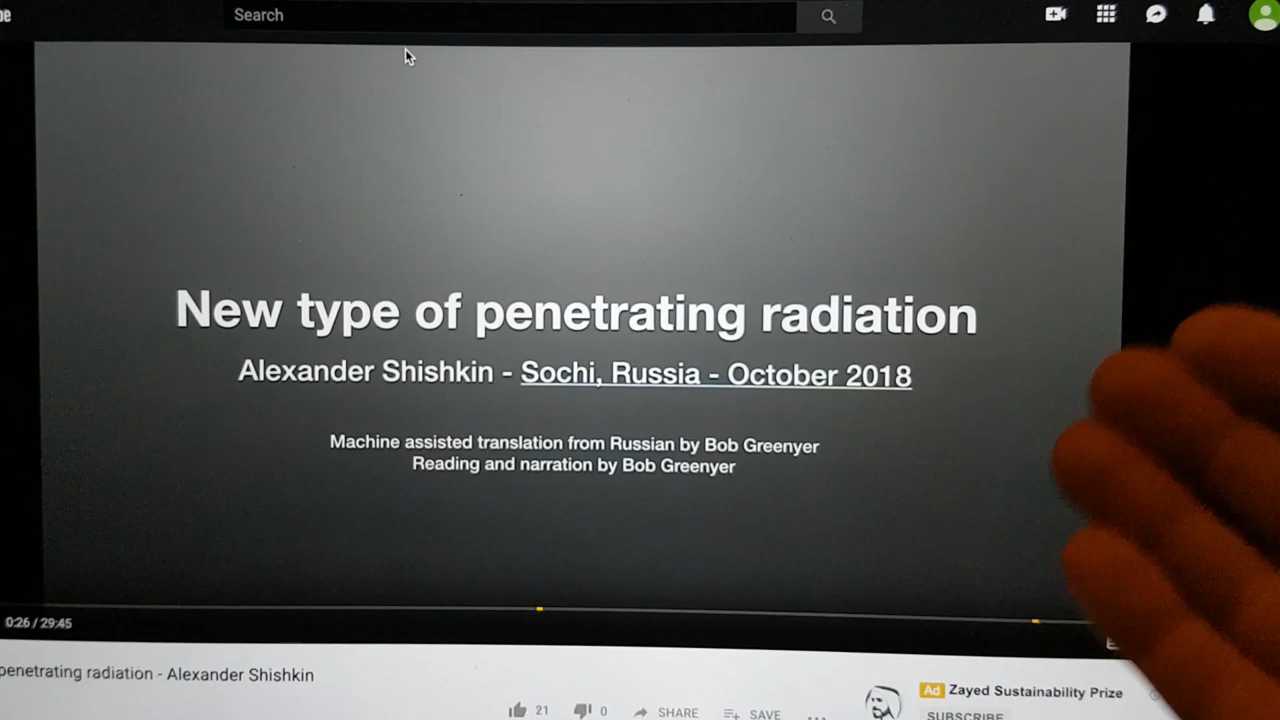 be
Search
New type of penetrating radiation
Alexander Shishkin - Sochi, Russia - October 2018
Machine assisted translation from Russian by Bob Greenyer
Reading and narration by Bob Greenyer
0:26 / 29:45
penetrating radiation - Alexander Shishkin
21
0
SHARE
SAVE
Ad Zayed Sustainability Prize
SUBSCRIBE